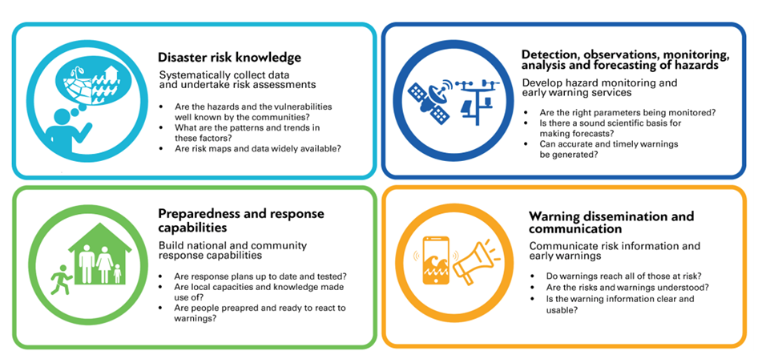 Disaster risk knowledge
Systematically collect data
and undertake risk assessments
• Are the hazards and the vulnerabilities
well known by the communities?
• What are the patterns and trends in
these factors?
• Are risk maps and data widely available?
Detection, observations, monitoring,
analysis and forecasting of hazards
Develop hazard monitoring and
early warning services
• Are the right parameters being monitored?
• Is there a sound scientific basis for
making forecasts?
• Can accurate and timely warnings
be generated?
Preparedness and response
capabilities
Build national and community
response capabilities
• Are response plans up to date and tested?
• Are local capacities and knowledge made
use of?
• Are people preapred and ready to react to
warnings?
Warning dissemination and
communication
Communicate risk information and
early warnings
• Do warnings reach all of those at risk?
• Are the risks and warnings understood?
• Is the warning information clear and
usable?